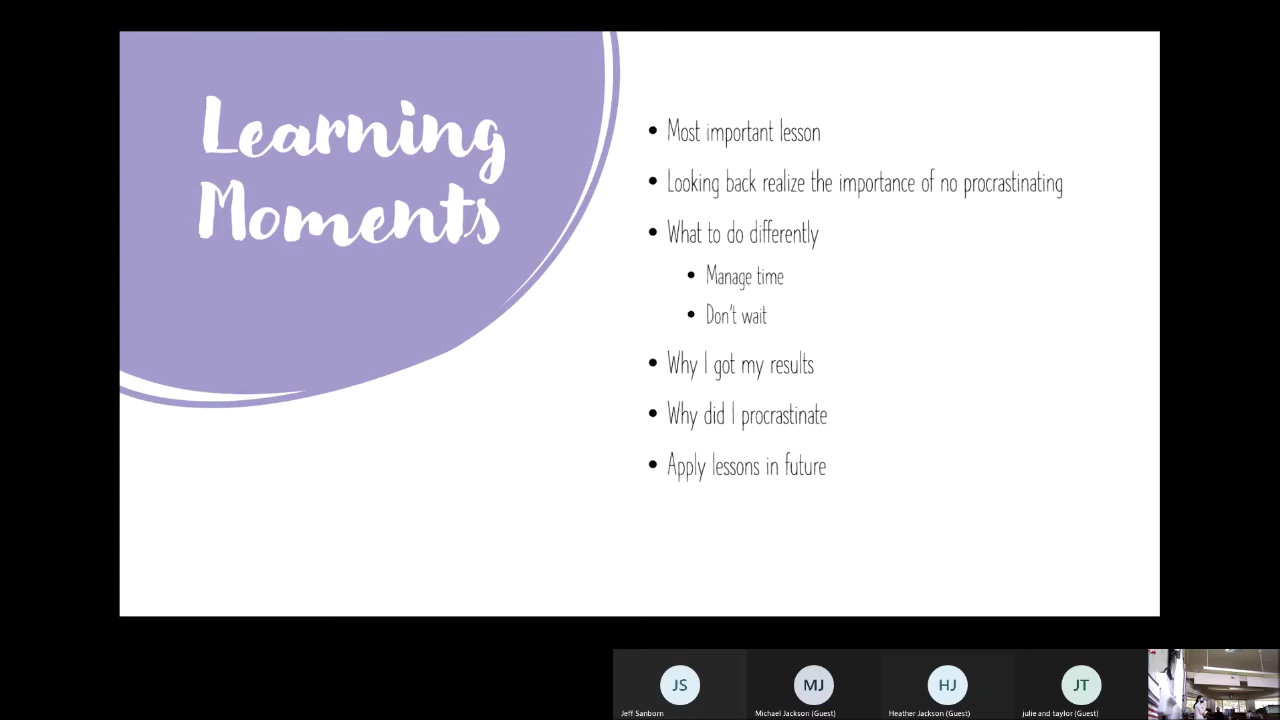 Learning
Moments
Most important lesson
Looking back realize the importance of no procrastinating
What to do differently
Manage time
Don't wait
Why I got my results
Why did I procrastinate
Apply lessons in future
JS
MJ
HJ
JT
Jeff Sanborn
Michael Jackson (Guest)
Heather Jackson (Guest)
julie and taylor (Guest)